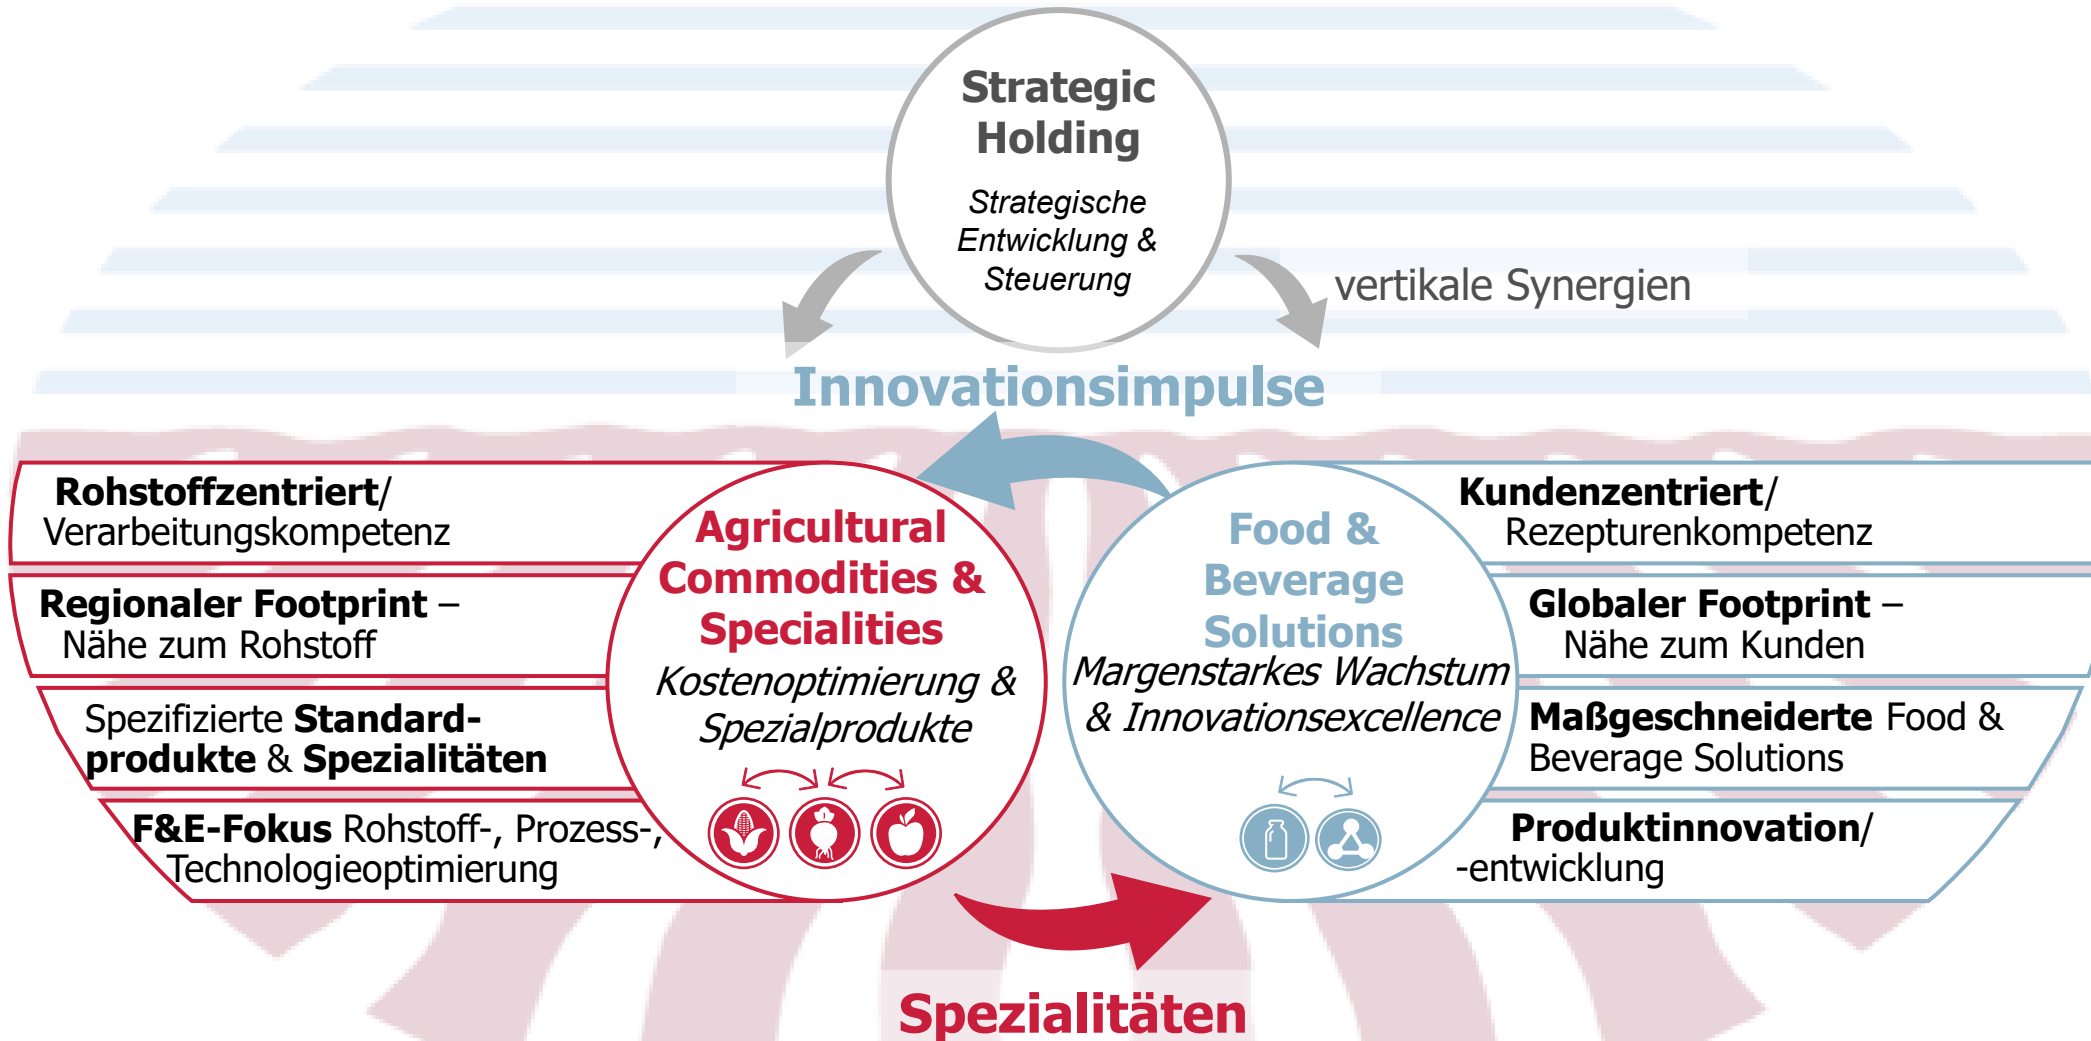 Strategic
Holding
Strategische
Entwicklung &
Steuerung
vertikale Synergien
Innovationsimpulse
Rohstoffzentriert/
Verarbeitungskompetenz
Regionaler Footprint –
Nähe zum Rohstoff
Spezifizierte Standard-
produkte & Spezialitäten
F&E-Fokus Rohstoff-, Prozess-,
Technologieoptimierung
Agricultural
Commodities &
Specialities
Kostenoptimierung &
Spezialprodukte
Food &
Beverage
Solutions
Margenstarkes Wachstum
& Innovationsexcellence
Kundenzentriert/
Rezepturenkompetenz
Globaler Footprint –
Nähe zum Kunden
Maßgeschneiderte Food &
Beverage Solutions
Produktinnovation/
-entwicklung
Spezialitäten